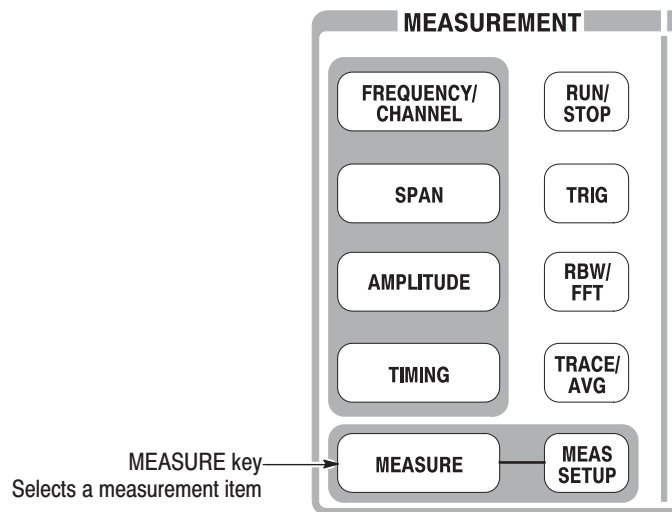 MEASUREMENT
FREQUENCY/
CHANNEL
RUN/
STOP
SPAN
TRIG
AMPLITUDE
RBW/
FFT
TIMING
TRACE/
AVG
MEASURE key
Selects a measurement item
MEASURE
MEAS
SETUP